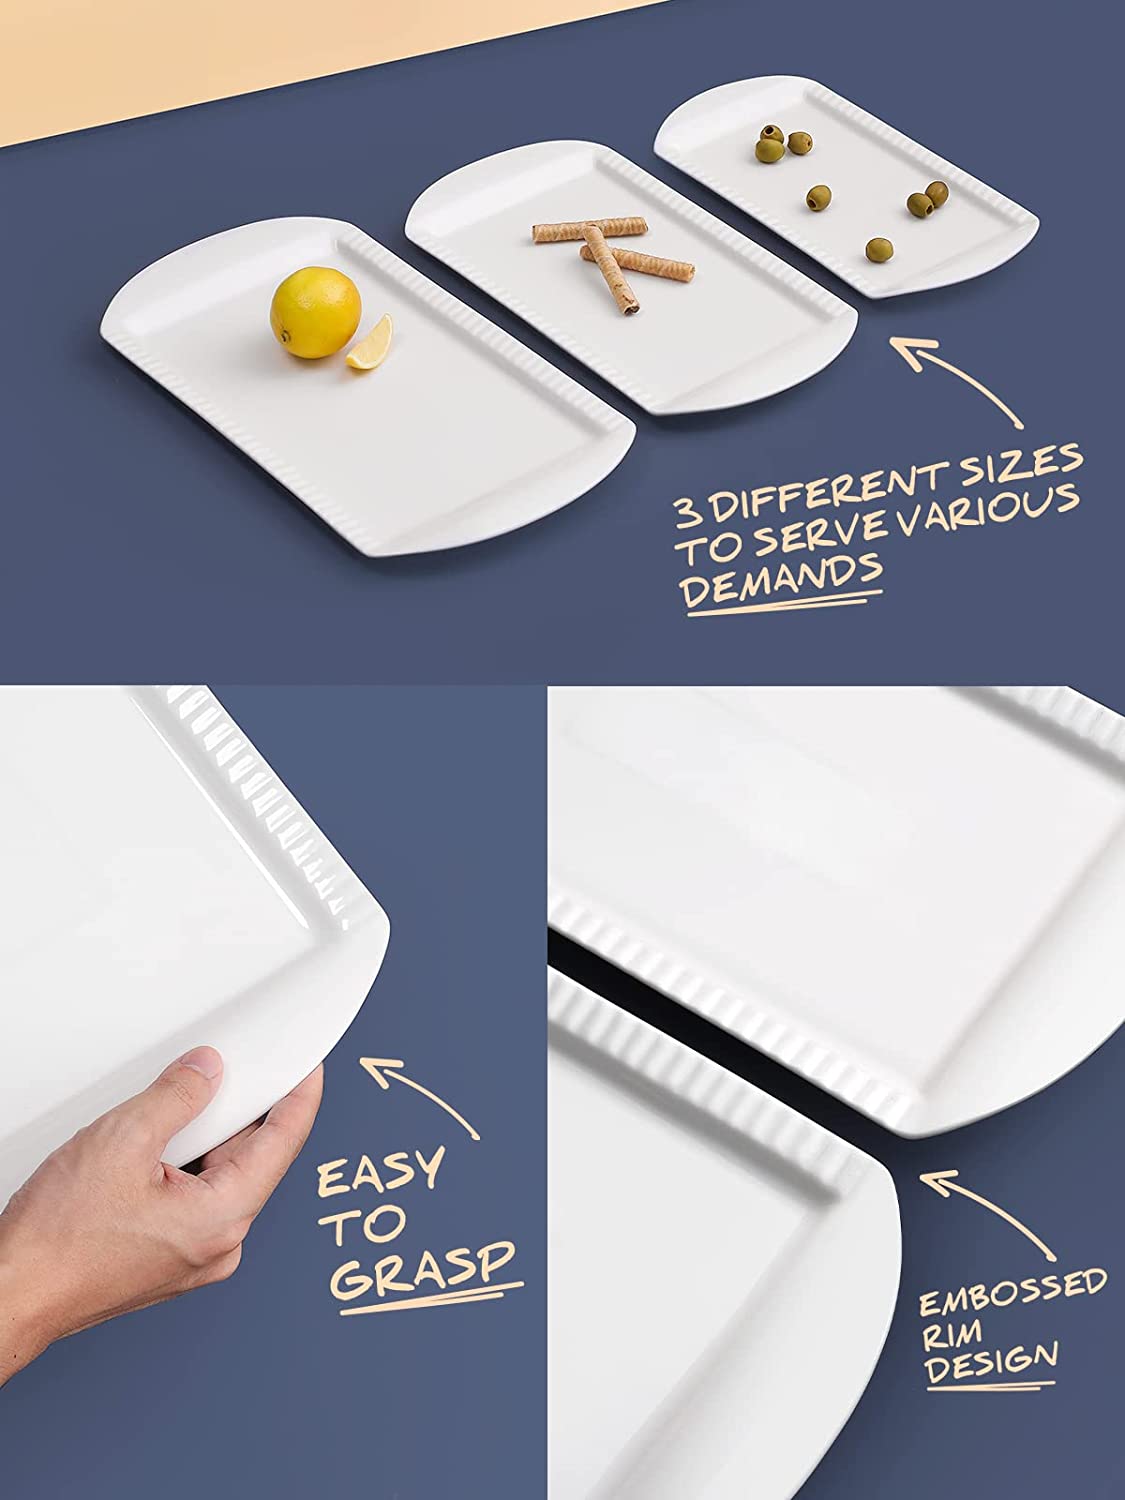 3 DIFFERENT SIZES
TO SERVE VARIOUS
DEMANDS
EASY
TO
GRASP
EMBOSSED
RIM
DESIGN